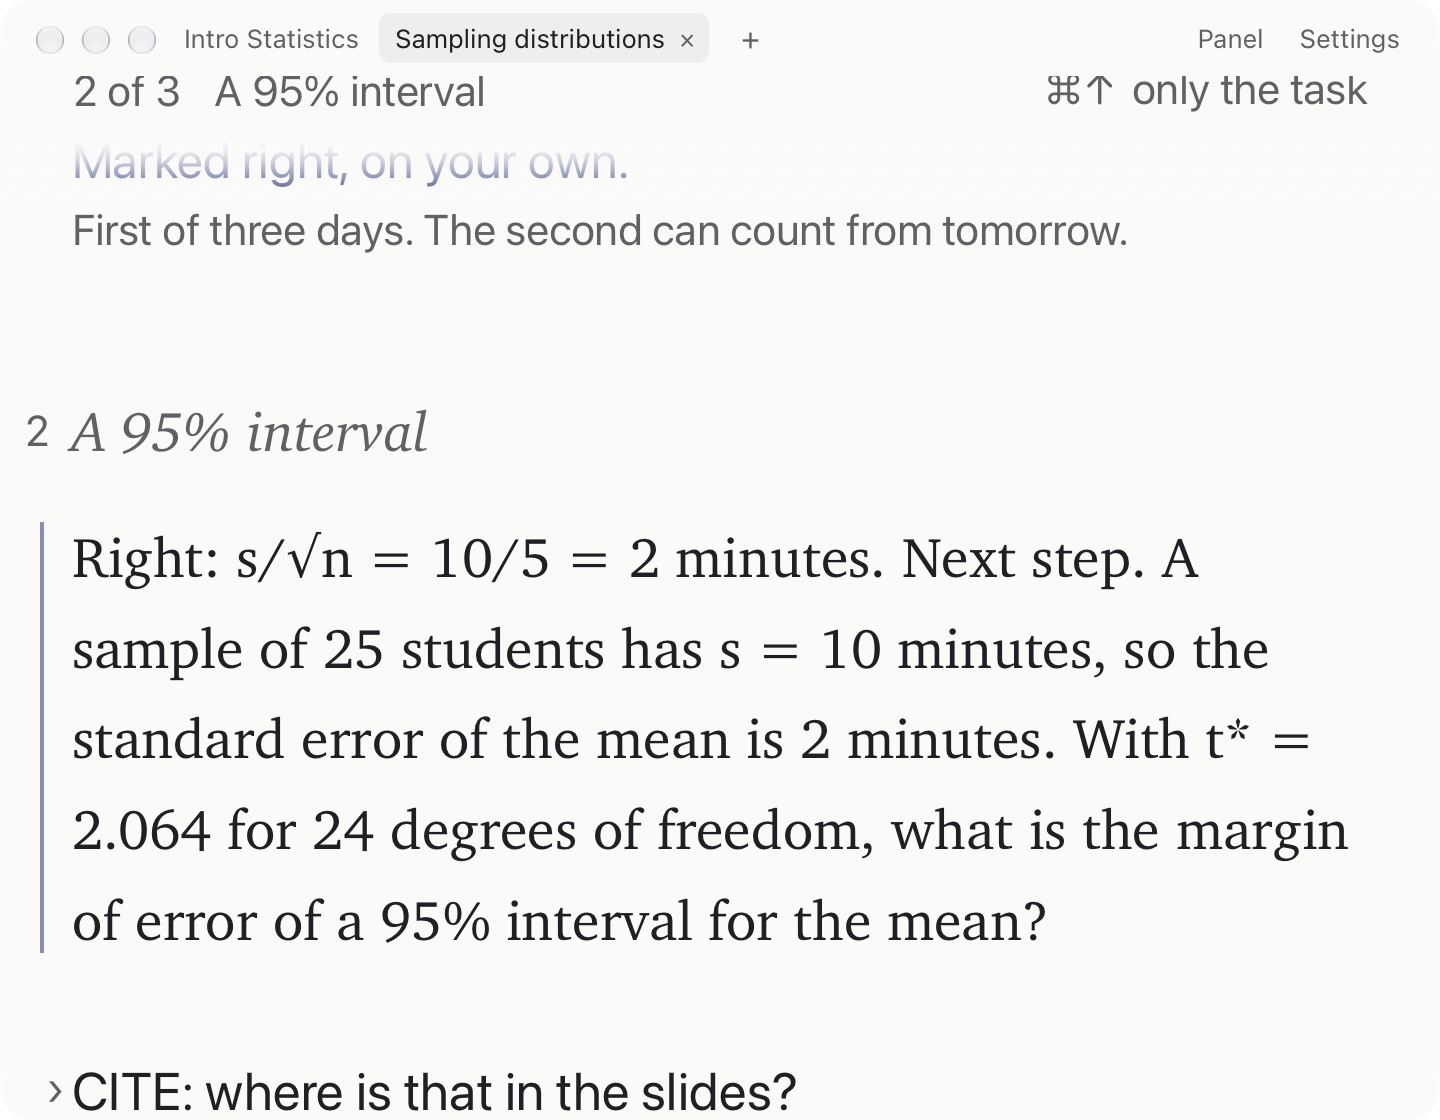 Intro Statistics Sampling distributions × + Panel Settings
2 of 3 A 95% interval ⌘↑ only the task
Marked right, on your own.
First of three days. The second can count from tomorrow.
2 A 95% interval
Right: s/√n = 10/5 = 2 minutes. Next step. A
sample of 25 students has s = 10 minutes, so the
standard error of the mean is 2 minutes. With t* =
2.064 for 24 degrees of freedom, what is the margin
of error of a 95% interval for the mean?
› CITE: where is that in the slides?